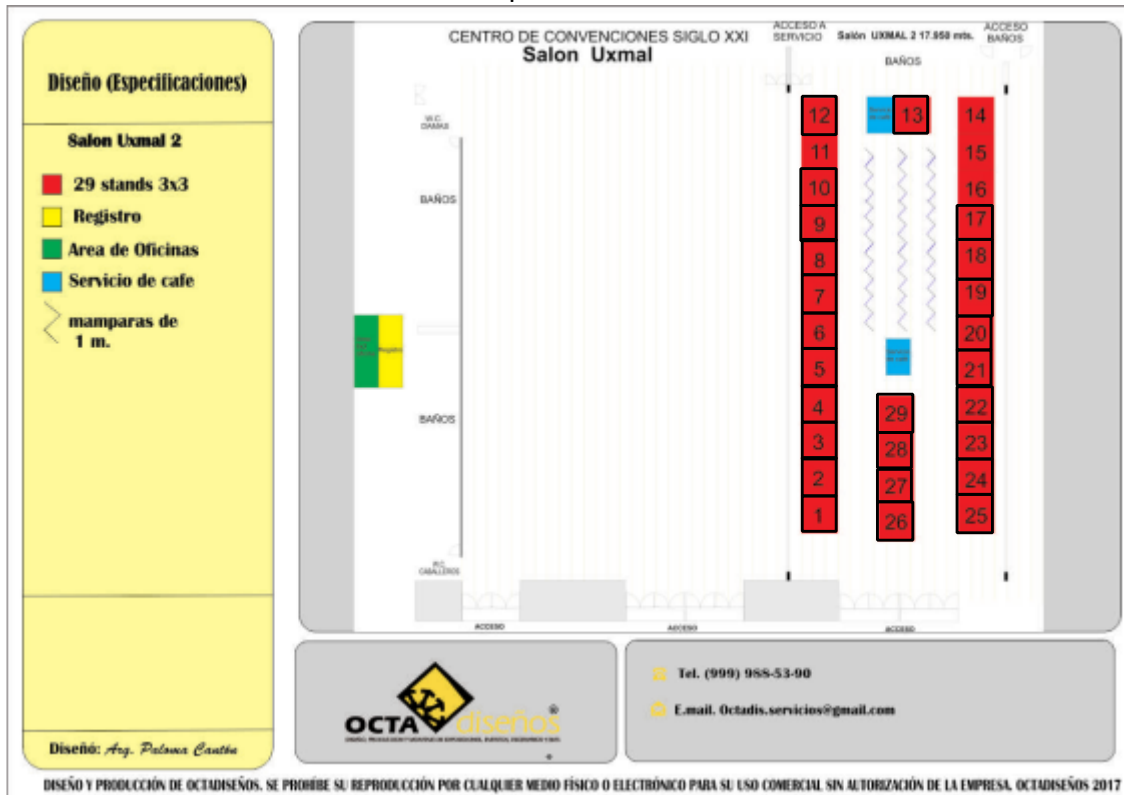 Diseño (Especificaciones)
Salon Uxmal 2
29 stands 3x3
Registro
Area de Oficinas
Servicio de cafe
mamparas de
1 m.
Diseño: Arq. Paloma Cantón
CENTRO DE CONVENCIONES SIGLO XXI
Salon Uxmal
ACCESO A
SERVICIO
Salón UXMAL 2 17.950 mts.
ACCESO
BAÑOS
BAÑOS
W.C.
DAMAS
BAÑOS
BAÑOS
W.C.
CABALLEROS
Registro
12
11
10
9
8
7
6
5
4
3
2
1
13
29
28
27
26
14
15
16
17
18
19
20
21
22
23
24
25
ACCESO
ACCESO
ACCESO
OCTA diseños ®
Tel. (999) 988-53-90
E.mail. Octadis.servicios@gmail.com
DISEÑO Y PRODUCCIÓN DE OCTADISEÑOS. SE PROHIBE SU REPRODUCCIÓN POR CUALQUIER MEDIO FÍSICO O ELECTRÓNICO PARA SU USO COMERCIAL SIN AUTORIZACIÓN DE LA EMPRESA. OCTADISEÑOS 2017